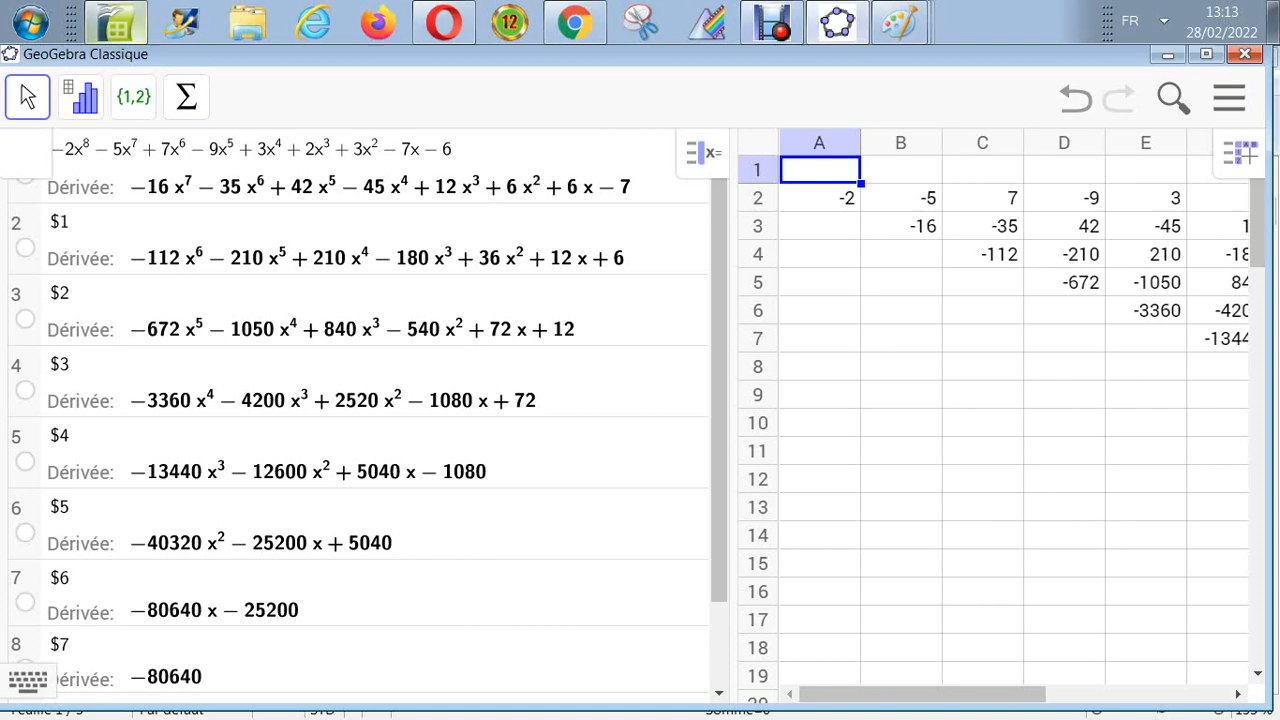 FR
13:13
28/02/2022
12
GeoGebra Classique
{1,2}
Σ
−2x⁸ − 5x⁷ + 7x⁶ − 9x⁵ + 3x⁴ + 2x³ + 3x² − 7x − 6
x=
Dérivée: −16 x⁷ − 35 x⁶ + 42 x⁵ − 45 x⁴ + 12 x³ + 6 x² + 6 x − 7
2 $1
Dérivée: −112 x⁶ − 210 x⁵ + 210 x⁴ − 180 x³ + 36 x² + 12 x + 6
3 $2
Dérivée: −672 x⁵ − 1050 x⁴ + 840 x³ − 540 x² + 72 x + 12
4 $3
Dérivée: −3360 x⁴ − 4200 x³ + 2520 x² − 1080 x + 72
5 $4
Dérivée: −13440 x³ − 12600 x² + 5040 x − 1080
6 $5
Dérivée: −40320 x² − 25200 x + 5040
7 $6
Dérivée: −80640 x − 25200
8 $7
Dérivée: −80640
A B C D E
1
2 -2 -5 7 -9 3
3 -16 -35 42 -45 1
4 -112 -210 210 -18
5 -672 -1050 84
6 -3360 -420
7 -1344
8
9
10
11
12
13
14
15
16
17
18
19